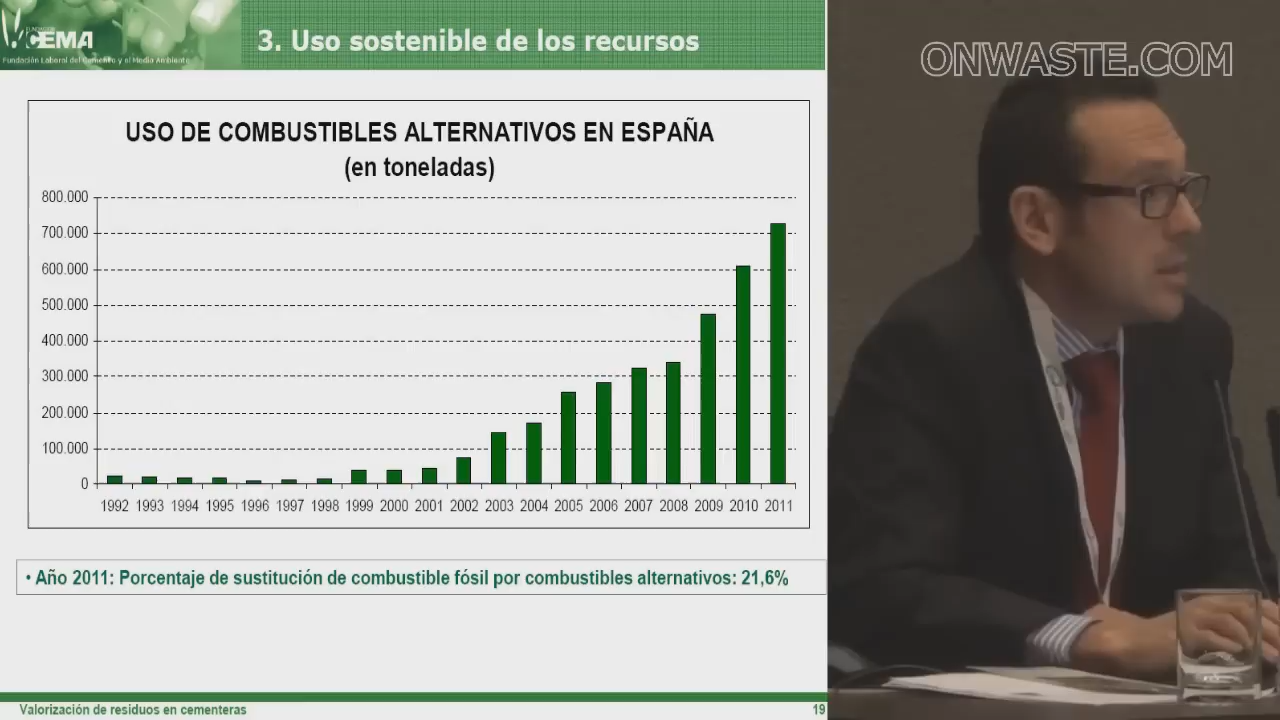 CEMA
Fundación Laboral del Cemento y el Medio Ambiente
3. Uso sostenible de los recursos
ONWASTE.COM
USO DE COMBUSTIBLES ALTERNATIVOS EN ESPAÑA
(en toneladas)
800.000
700.000
600.000
500.000
400.000
300.000
200.000
100.000
0
1992 1993 1994 1995 1996 1997 1998 1999 2000 2001 2002 2003 2004 2005 2006 2007 2008 2009 2010 2011
• Año 2011: Porcentaje de sustitución de combustible fósil por combustibles alternativos: 21,6%
Valorización de residuos en cementeras 19